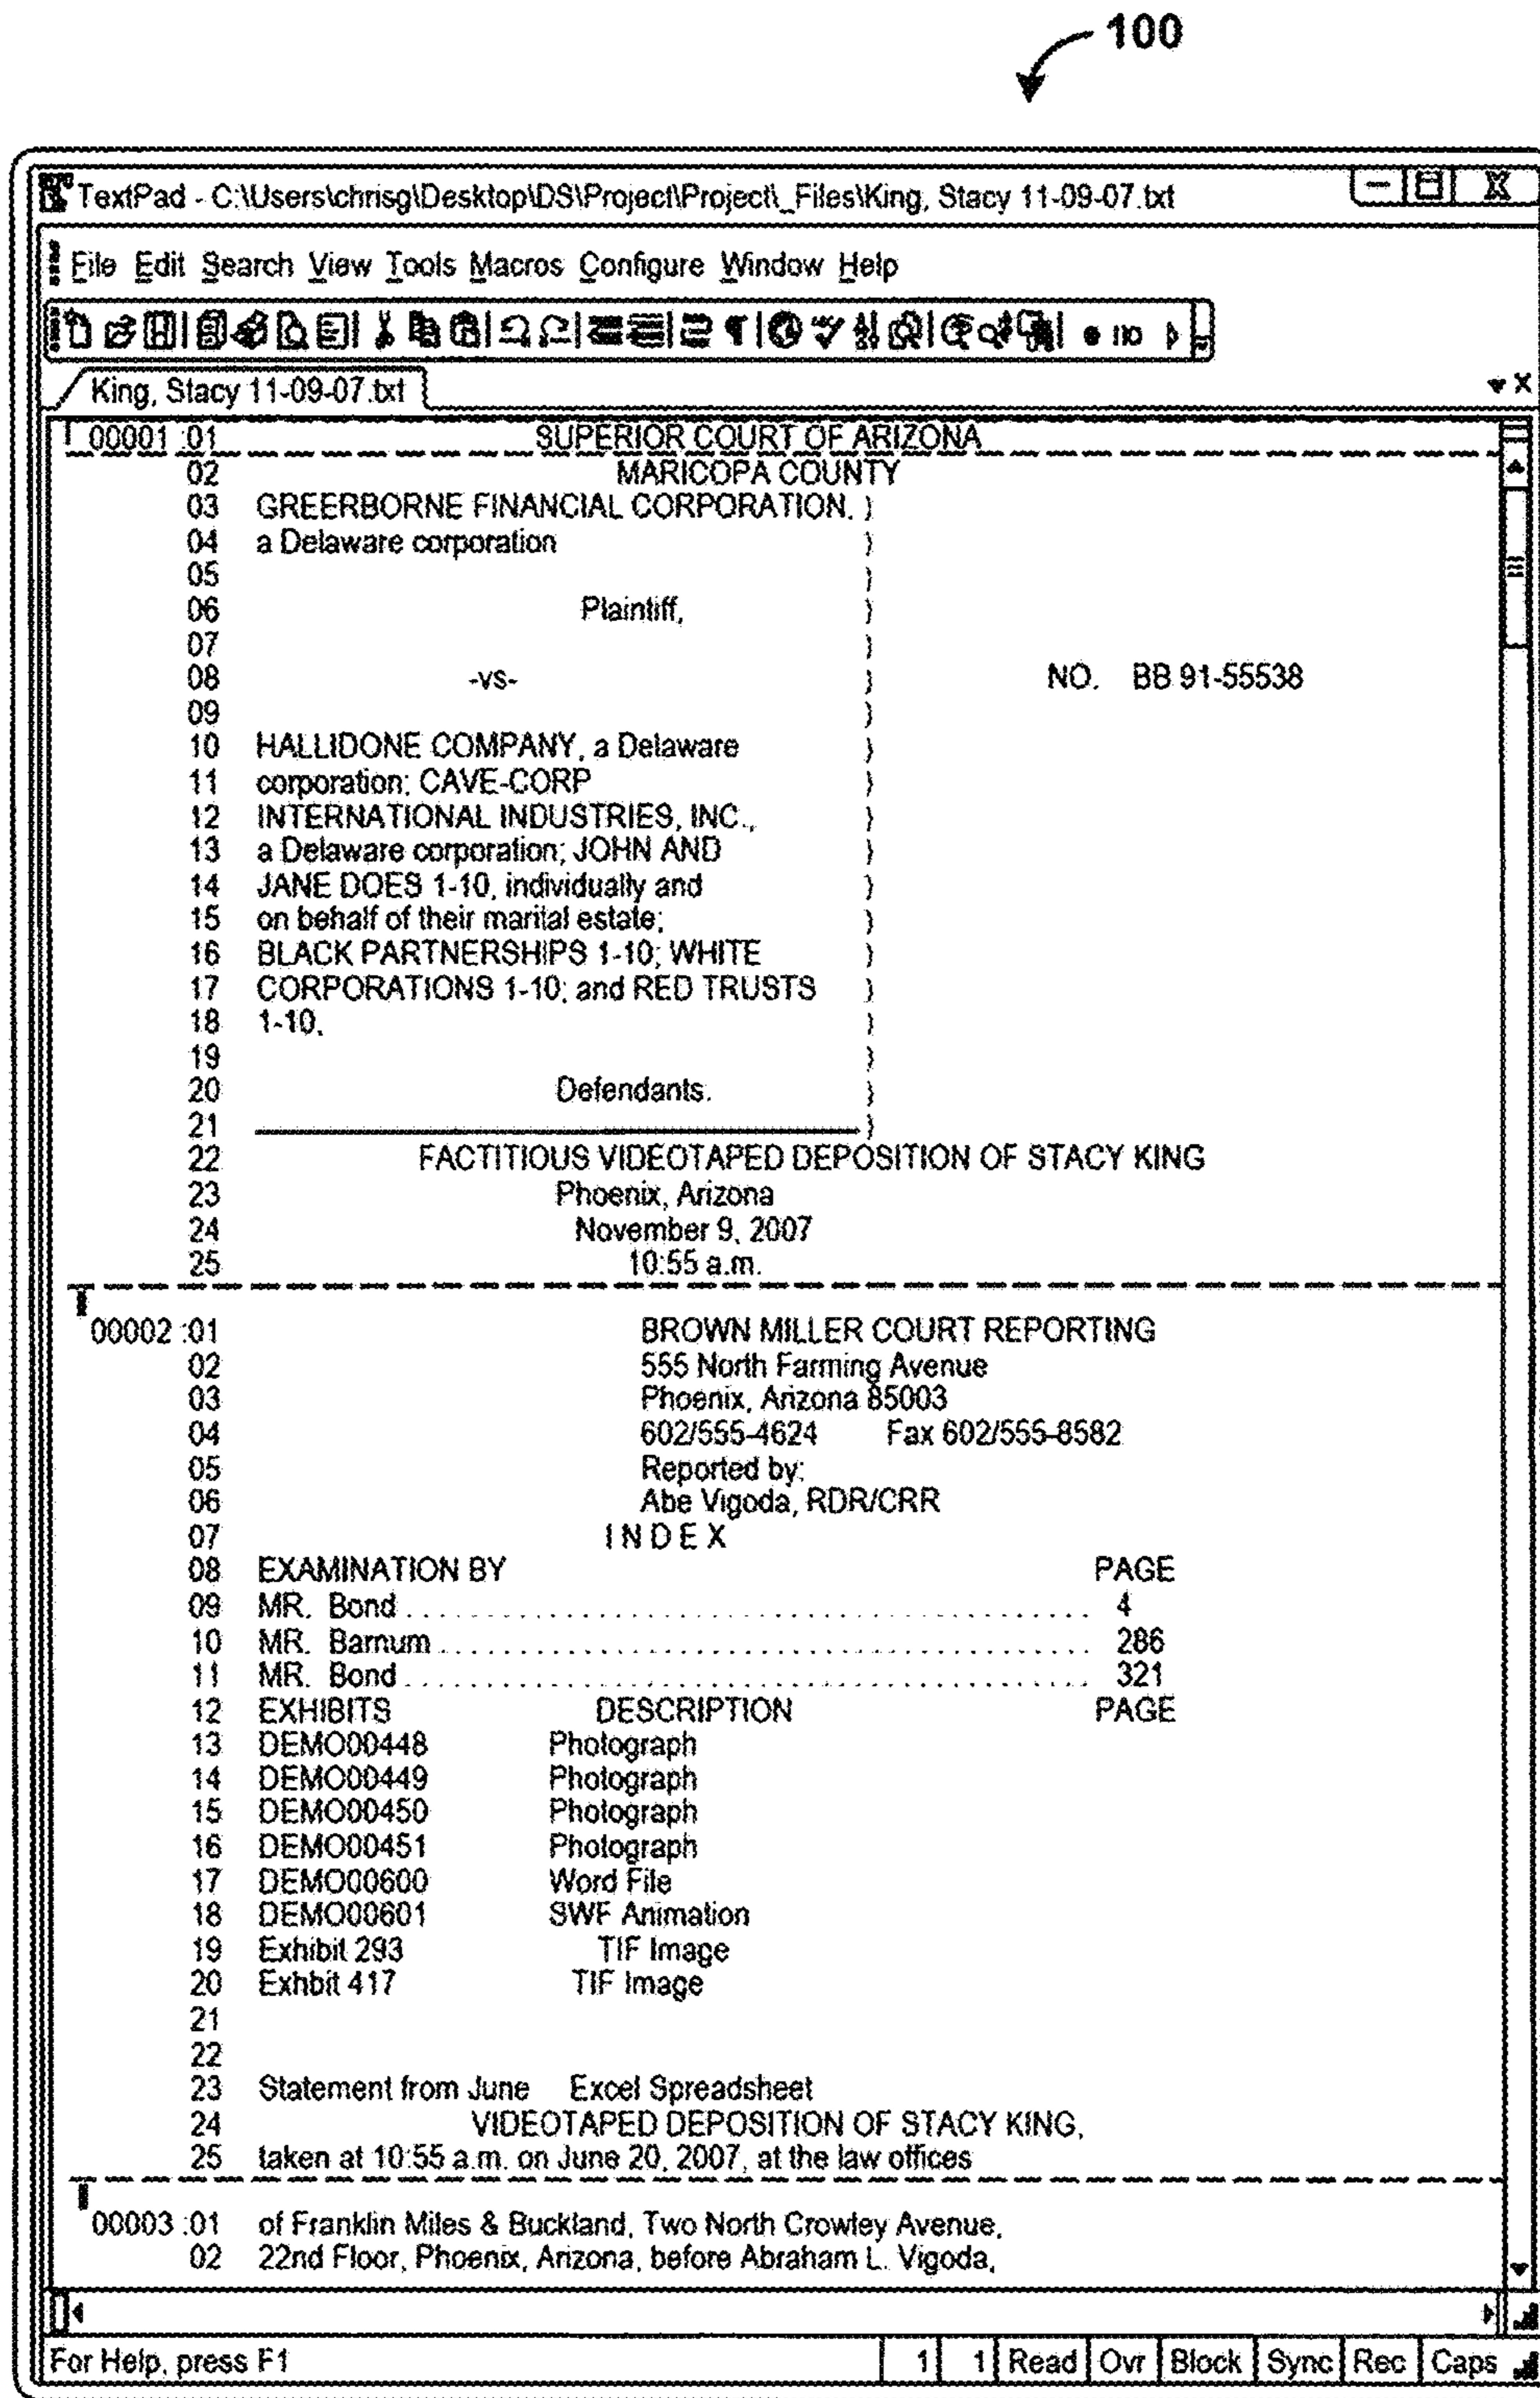 100
TextPad - C:\Users\chrisg\Desktop\DS\Project\Project\_Files\King, Stacy 11-09-07.txt
File Edit Search View Tools Macros Configure Window Help
King, Stacy 11-09-07.txt
00001 :01 SUPERIOR COURT OF ARIZONA
02 MARICOPA COUNTY
03 GREERBORNE FINANCIAL CORPORATION. )
04 a Delaware corporation )
05 )
06 Plaintiff, )
07 )
08 -vs- ) NO. BB 91-55538
09 )
10 HALLIDONE COMPANY, a Delaware )
11 corporation; CAVE-CORP )
12 INTERNATIONAL INDUSTRIES, INC., )
13 a Delaware corporation; JOHN AND )
14 JANE DOES 1-10, individually and )
15 on behalf of their marital estate; )
16 BLACK PARTNERSHIPS 1-10; WHITE )
17 CORPORATIONS 1-10; and RED TRUSTS )
18 1-10, )
19 )
20 Defendants. )
21 )
22 FACTITIOUS VIDEOTAPED DEPOSITION OF STACY KING
23 Phoenix, Arizona
24 November 9, 2007
25 10:55 a.m.
00002 :01 BROWN MILLER COURT REPORTING
02 555 North Farming Avenue
03 Phoenix, Arizona 85003
04 602/555-4624 Fax 602/555-8582
05 Reported by:
06 Abe Vigoda, RDR/CRR
07 I N D E X
08 EXAMINATION BY PAGE
09 MR. Bond ........................................ 4
10 MR. Barnum ...................................... 286
11 MR. Bond ........................................ 321
12 EXHIBITS DESCRIPTION PAGE
13 DEMO00448 Photograph
14 DEMO00449 Photograph
15 DEMO00450 Photograph
16 DEMO00451 Photograph
17 DEMO00600 Word File
18 DEMO00601 SWF Animation
19 Exhibit 293 TIF Image
20 Exhbit 417 TIF Image
21
22
23 Statement from June Excel Spreadsheet
24 VIDEOTAPED DEPOSITION OF STACY KING,
25 taken at 10:55 a.m. on June 20, 2007, at the law offices
00003 :01 of Franklin Miles & Buckland, Two North Crowley Avenue,
02 22nd Floor, Phoenix, Arizona, before Abraham L. Vigoda,
For Help, press F1 1 1 Read Ovr Block Sync Rec Caps